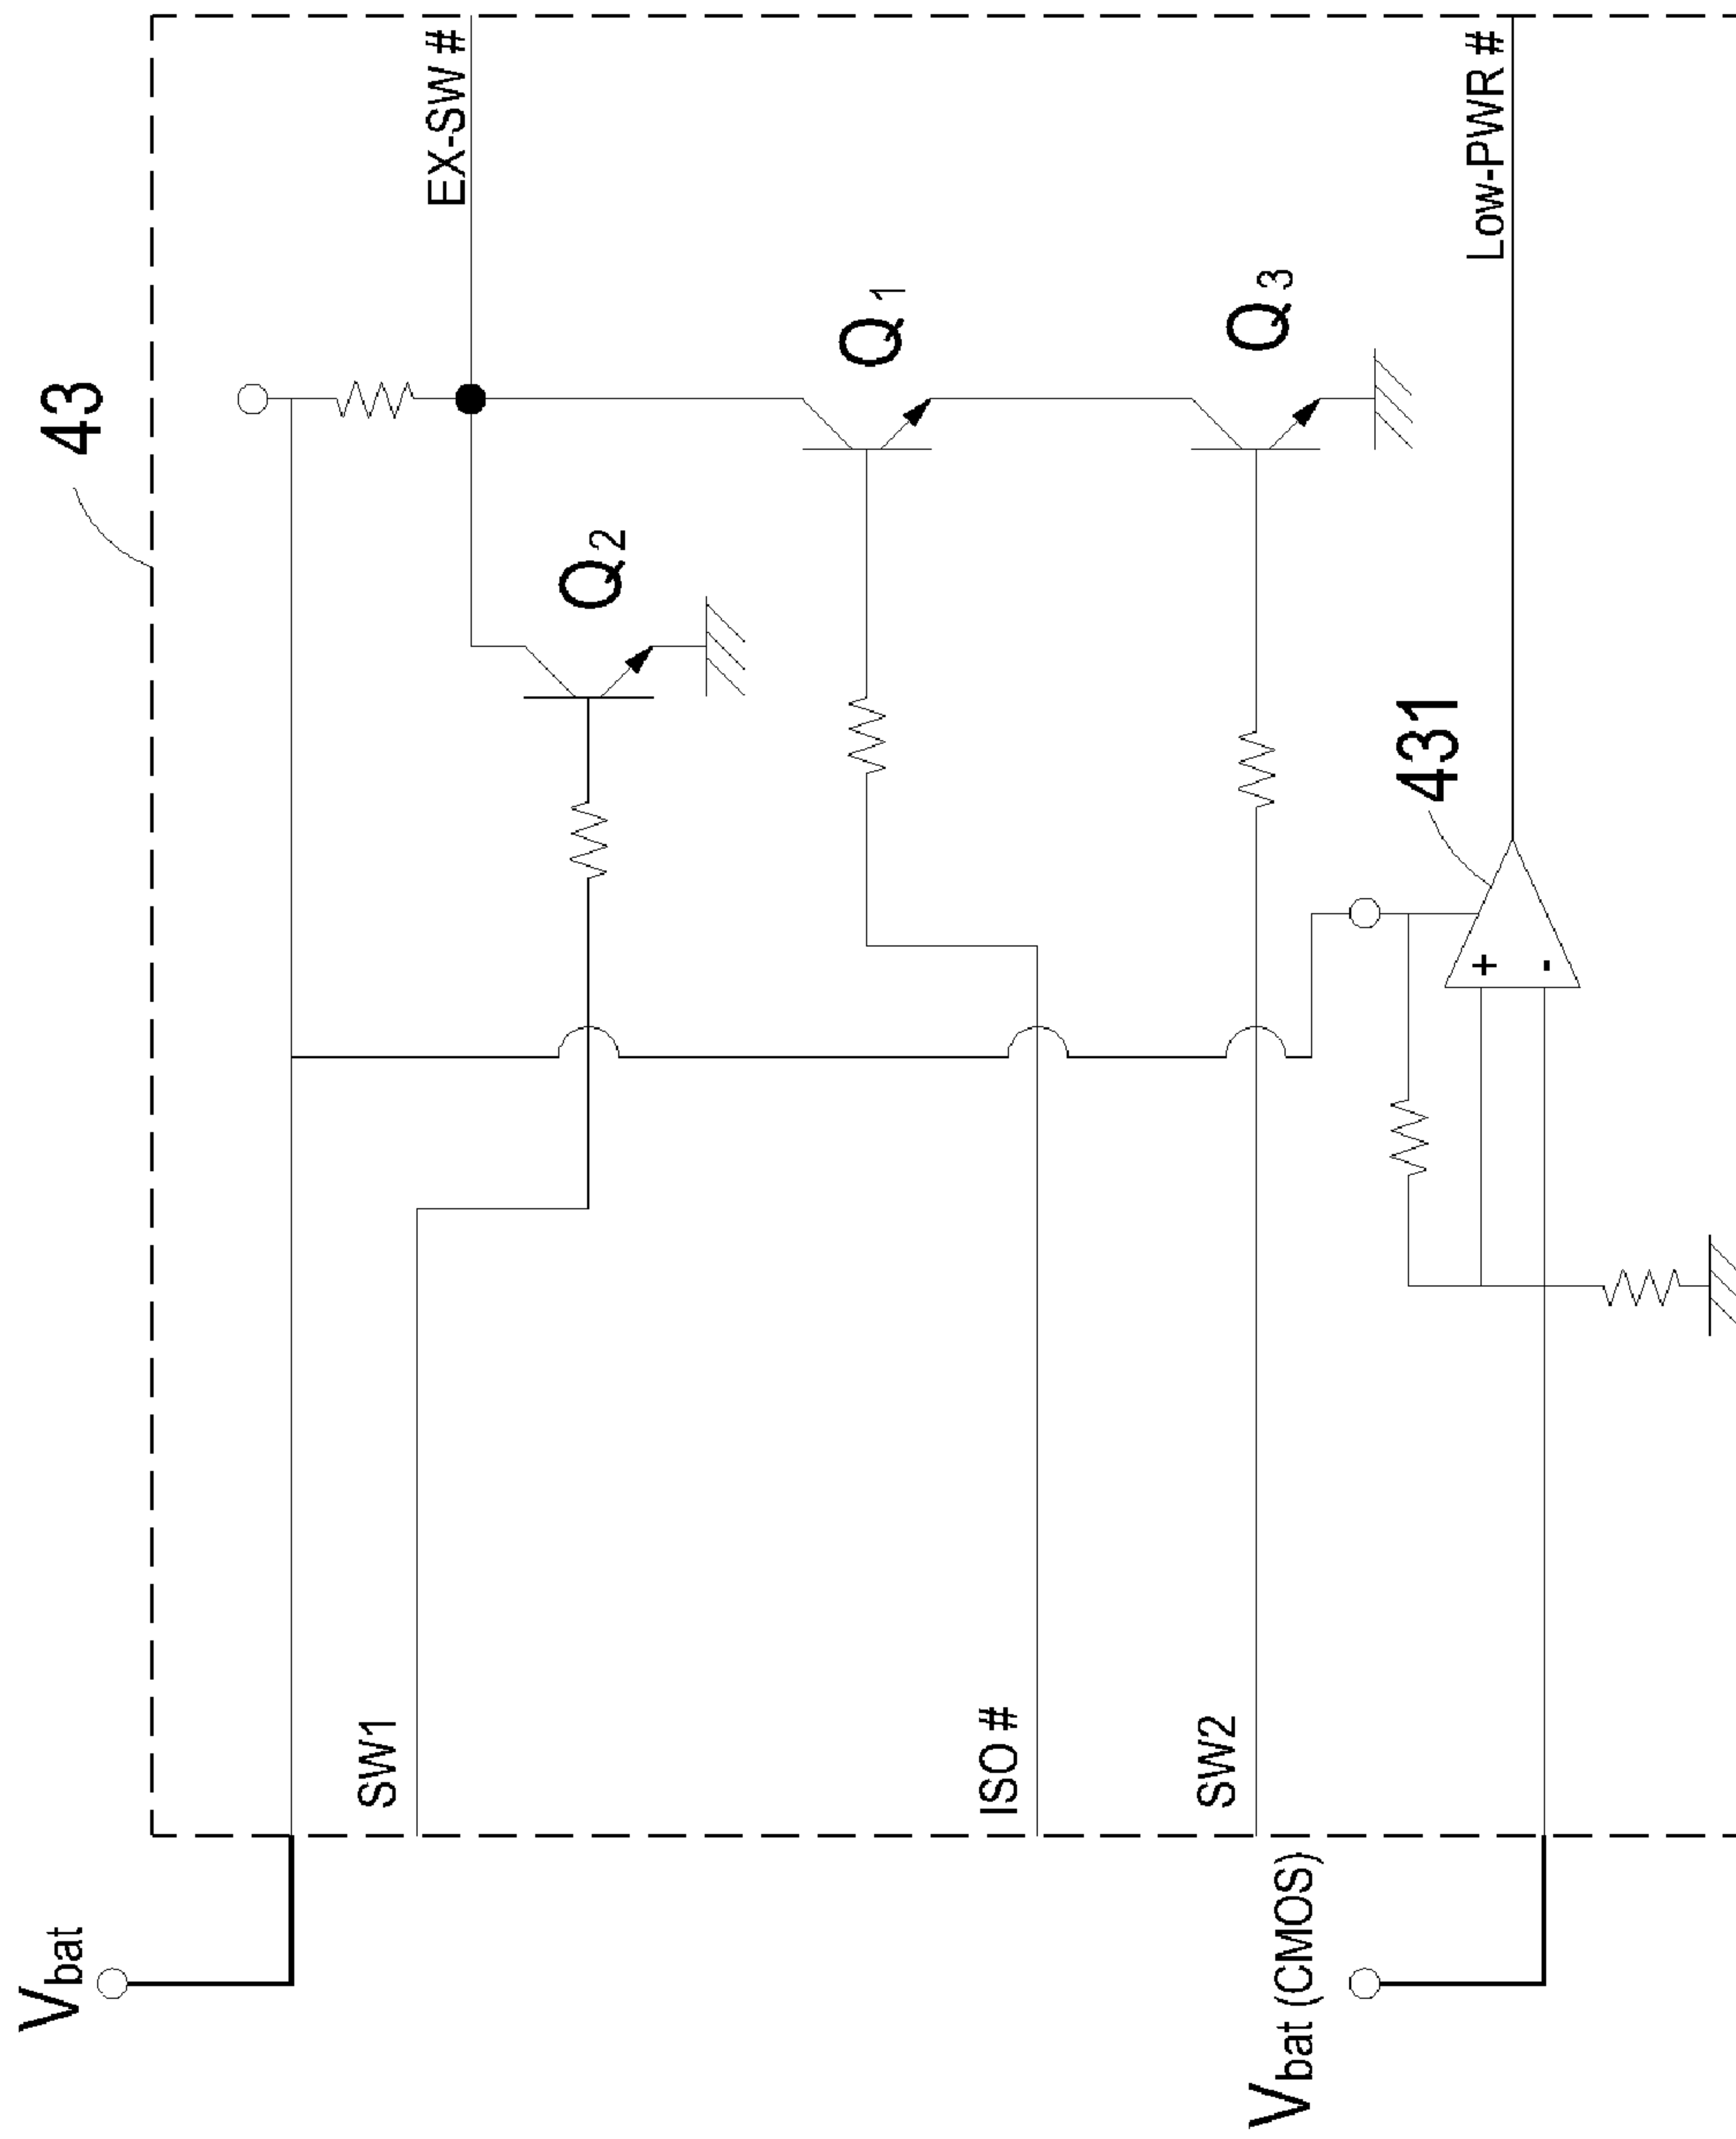 43
Vbat
SW1
EX-SW #
Q2
ISO #
Q1
SW2
Q3
431
+
-
Vbat (CMOS)
Low-PWR #